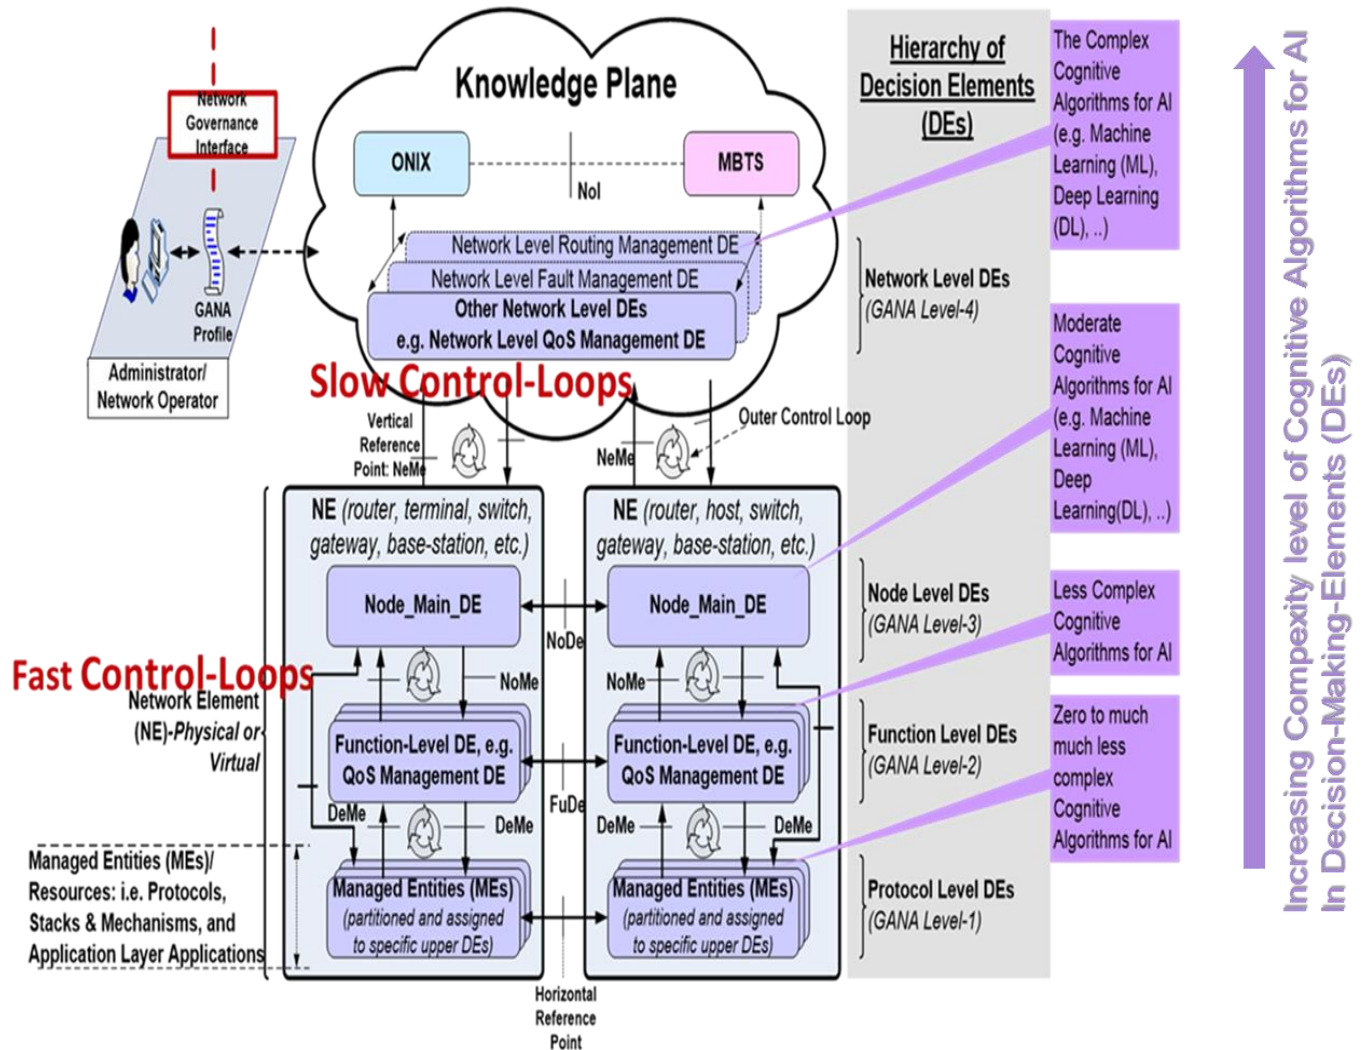 Knowledge Plane
ONIX
MBTS
NoI
Network Level Routing Management DE
Network Level Fault Management DE
Other Network Level DEs
e.g. Network Level QoS Management DE
Network
Governance
Interface
GANA
Profile
Administrator/
Network Operator
Slow Control-Loops
Vertical
Reference
Point: NeMe
NeMe
Outer Control Loop
NE (router, terminal, switch,
gateway, base-station, etc.)
NE (router, host, switch,
gateway, base-station, etc.)
Node_Main_DE
Node_Main_DE
NoDe
Fast Control-Loops
Network Element
(NE)-Physical or
Virtual
NoMe
NoMe
Function-Level DE, e.g.
QoS Management DE
Function-Level DE, e.g.
QoS Management DE
FuDe
DeMe
DeMe
DeMe
DeMe
Managed Entities (MEs)/
Resources: i.e. Protocols,
Stacks & Mechanisms, and
Application Layer Applications
Managed Entities (MEs)
(partitioned and assigned
to specific upper DEs)
Managed Entities (MEs)
(partitioned and assigned
to specific upper DEs)
Horizontal
Reference
Point
Hierarchy of
Decision Elements
(DEs)
Network Level DEs
(GANA Level-4)
Node Level DEs
(GANA Level-3)
Function Level DEs
(GANA Level-2)
Protocol Level DEs
(GANA Level-1)
The Complex
Cognitive
Algorithms for AI
(e.g. Machine
Learning (ML),
Deep Learning
(DL), ..)
Moderate
Cognitive
Algorithms for AI
(e.g. Machine
Learning (ML),
Deep
Learning(DL), ..)
Less Complex
Cognitive
Algorithms for AI
Zero to much
much less
complex
Cognitive
Algorithms for AI
Increasing Compexity level of Cognitive Algorithms for AI
In Decision-Making-Elements (DEs)